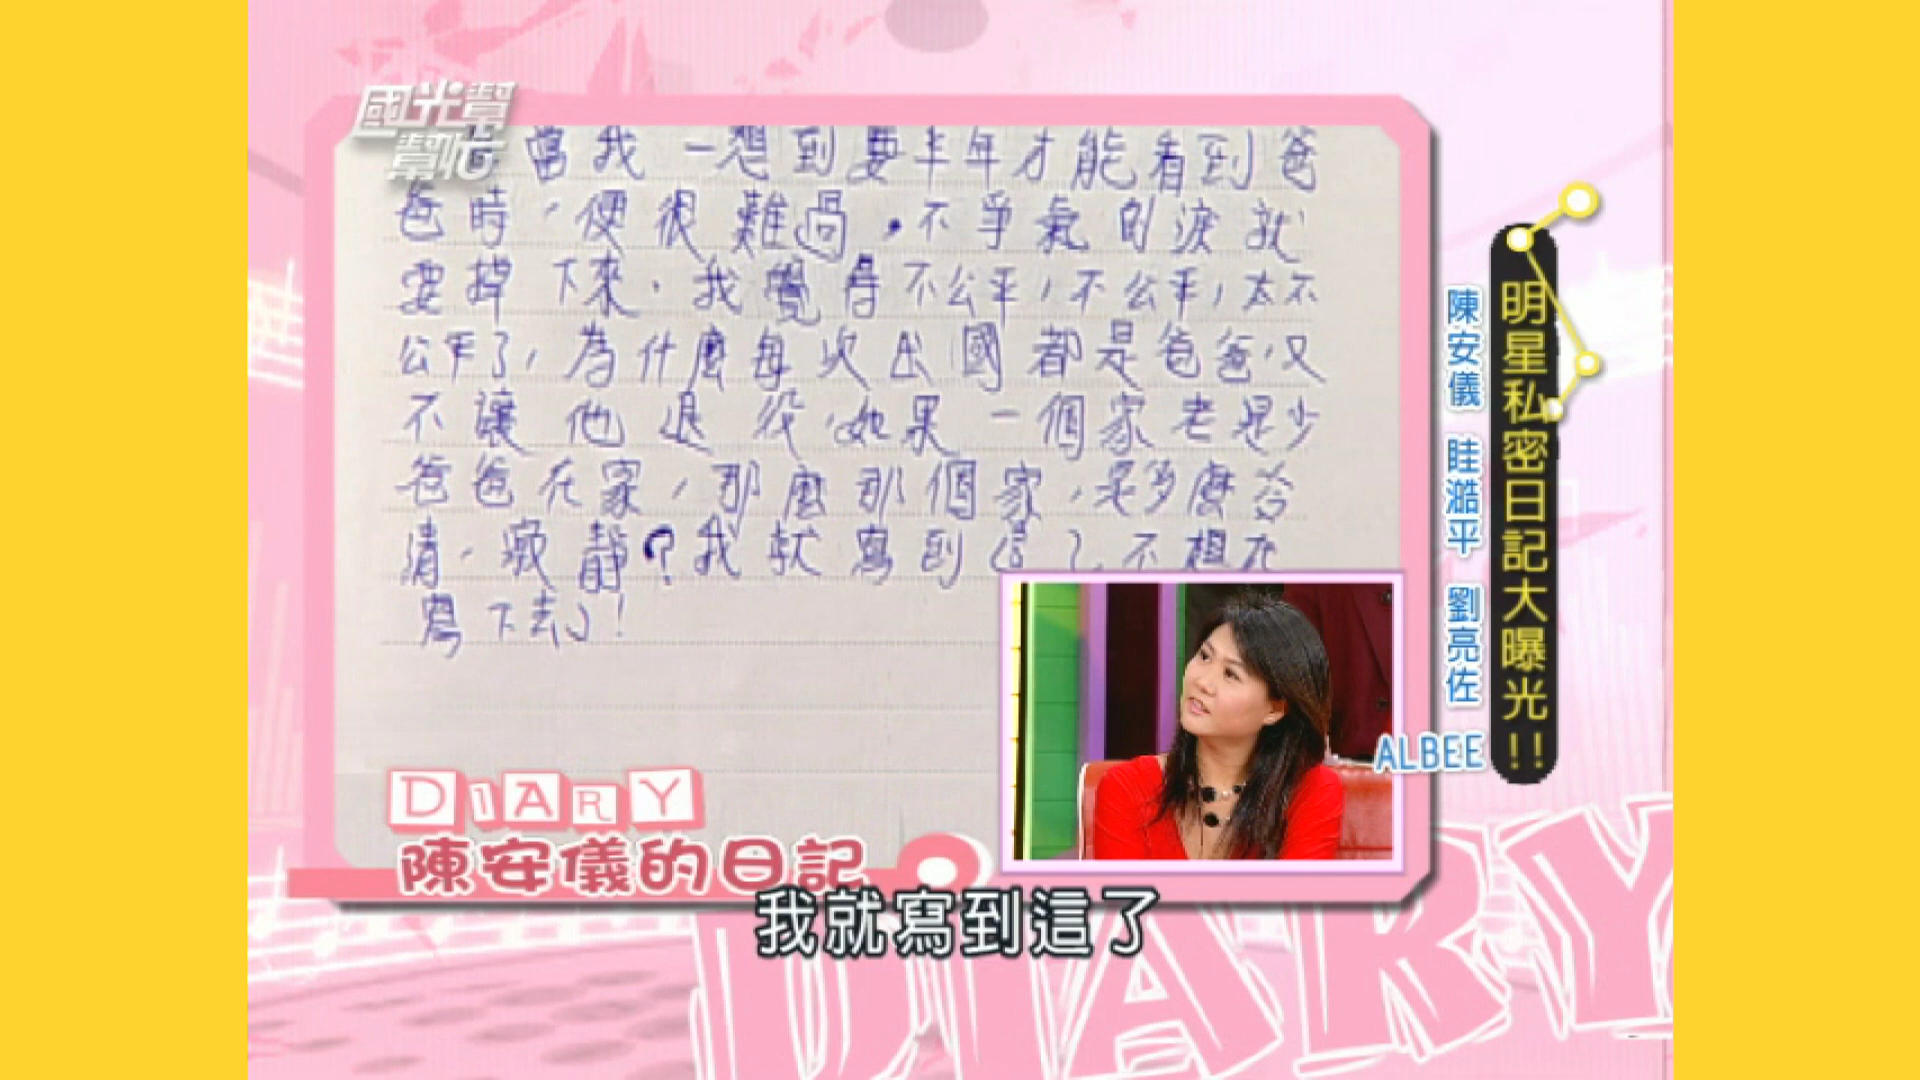 國光幫
幫忙
當我一想到要半年才能看到爸
爸時，便很難過。不爭氣的淚就
要掉下來。我覺得不公平，不公平，太不
公平了，為什麼每次出國都是爸爸，又
不讓他退役，如果一個家老是少
爸爸在家，那麼那個家，是多麼冷
清，寂靜？我就寫到這了不想在
寫下去了！
DIARY
陳安儀的日記
我就寫到這了
明星私密日記大曝光!!
陳安儀 眭澔平 劉亮佐
ALBEE
DIARY